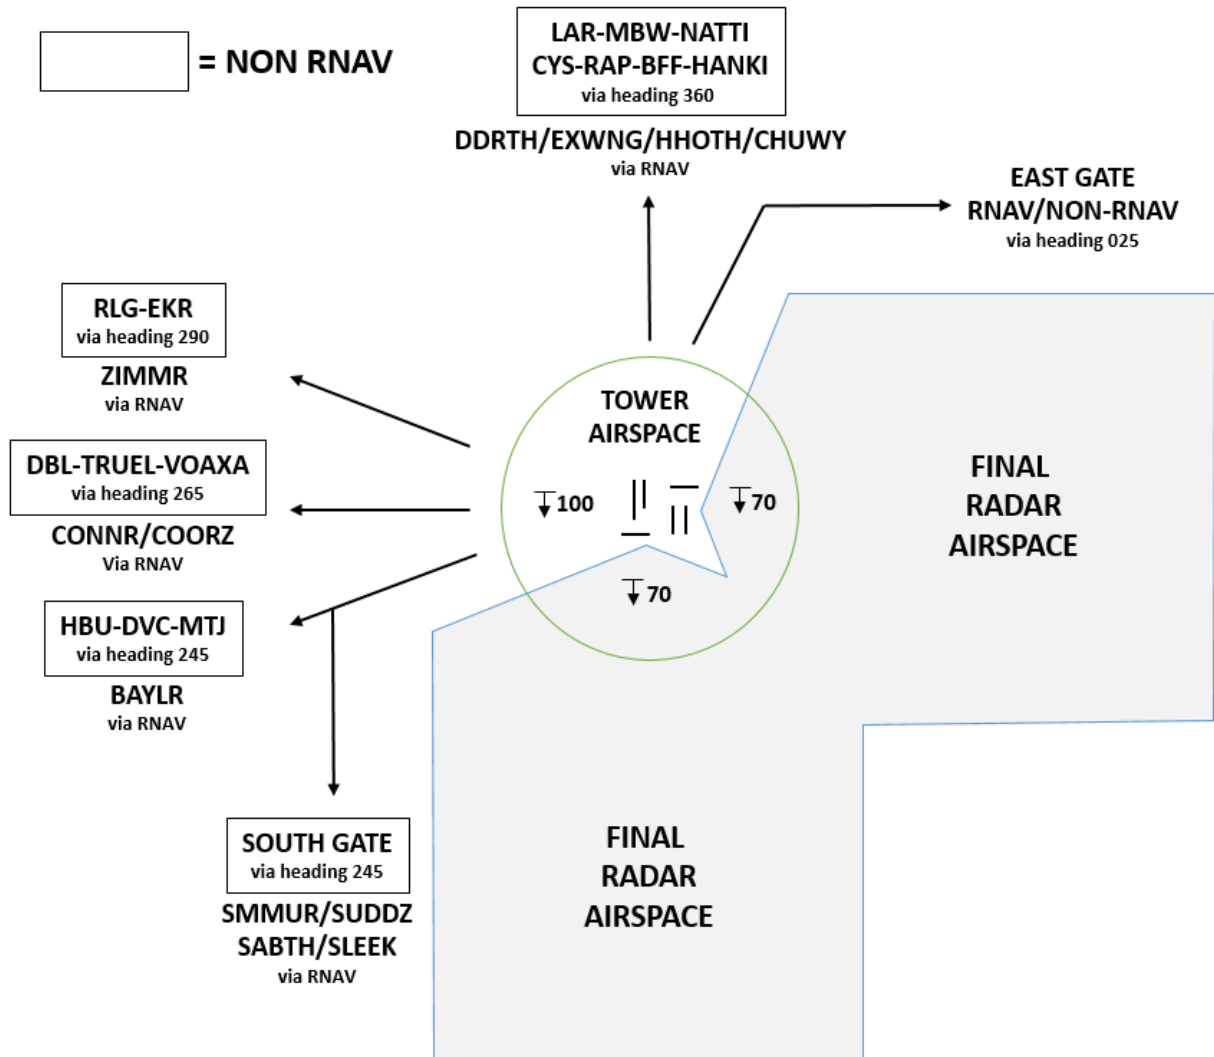 = NON RNAV
LAR-MBW-NATTI
CYS-RAP-BFF-HANKI
via heading 360
DDRTH/EXWNG/HHOTH/CHUWY
via RNAV
EAST GATE
RNAV/NON-RNAV
via heading 025
RLG-EKR
via heading 290
ZIMMR
via RNAV
TOWER
AIRSPACE
DBL-TRUEL-VOAXA
via heading 265
CONNR/COORZ
Via RNAV
100
70
70
FINAL
RADAR
AIRSPACE
HBU-DVC-MTJ
via heading 245
BAYLR
via RNAV
SOUTH GATE
via heading 245
SMMUR/SUDDZ
SABTH/SLEEK
via RNAV
FINAL
RADAR
AIRSPACE